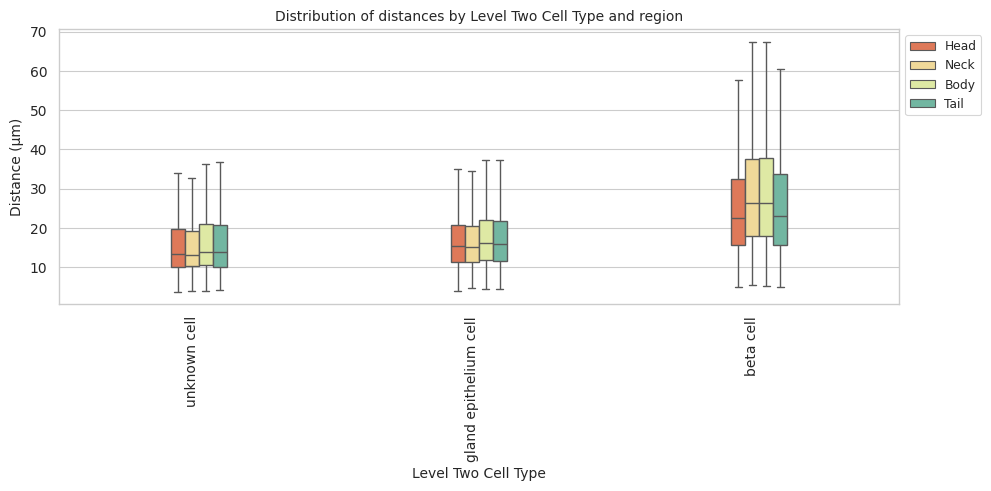 Distribution of distances by Level Two Cell Type and region
Distance (μm)
70
60
50
40
30
20
10
unknown cell
gland epithelium cell
beta cell
Level Two Cell Type
Head
Neck
Body
Tail